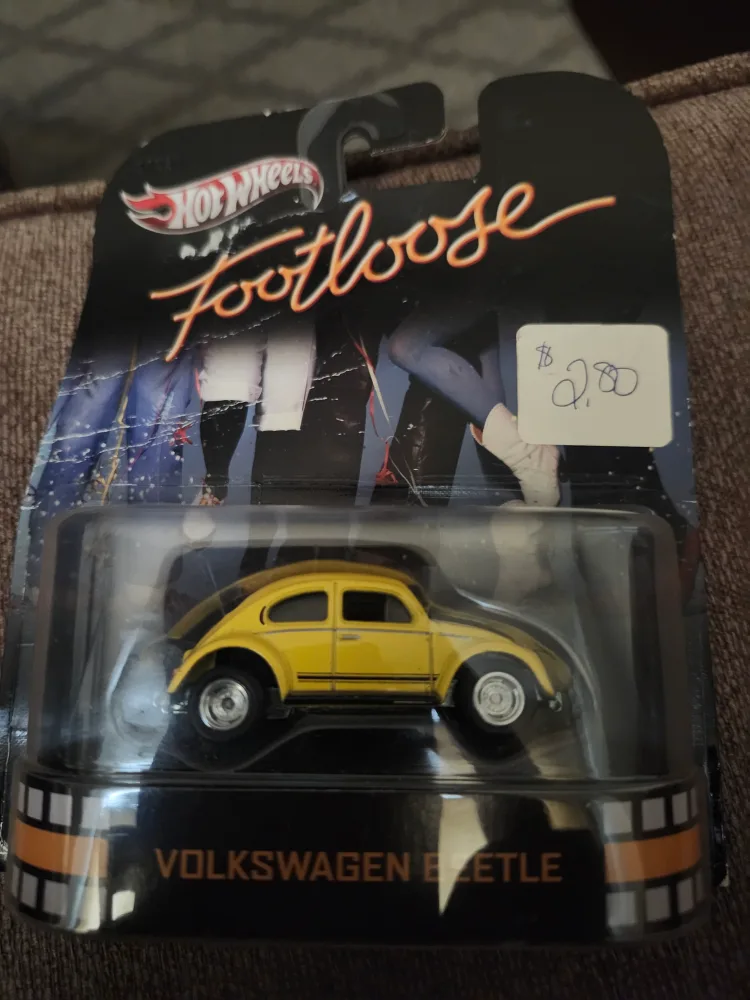 HOT WHEELS
Footloose
$ 2.80
VOLKSWAGEN BEETLE